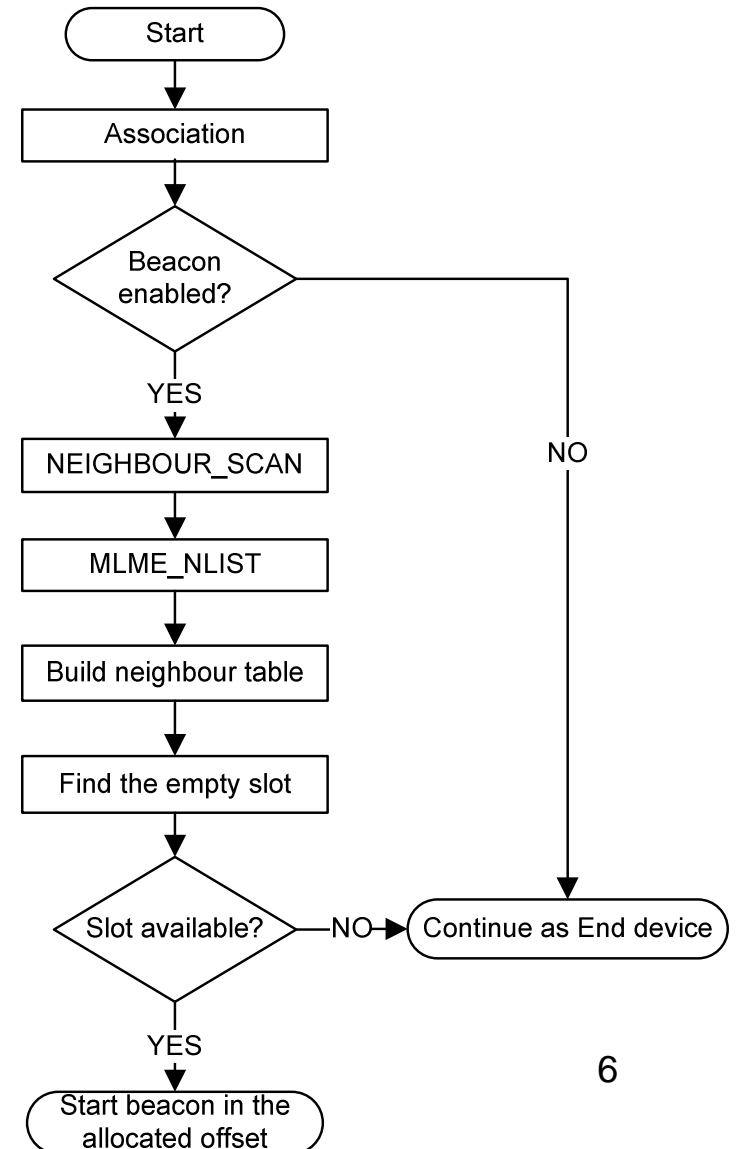 Start
Association
Beacon
enabled?
YES
NEIGHBOUR_SCAN
NO
MLME_NLIST
Build neighbour table
Find the empty slot
Slot available?
NO
Continue as End device
YES
6
Start beacon in the
allocated offset